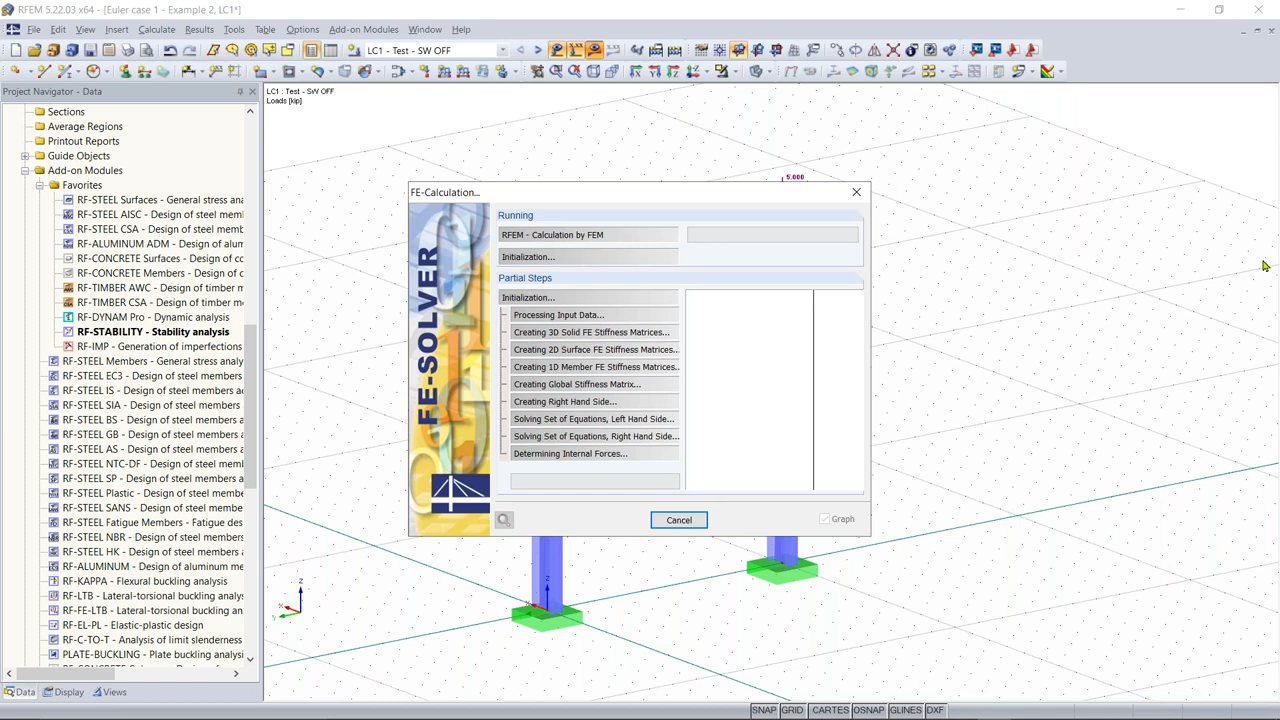 RFEM 5.22.03 x64 - [Euler case 1 - Example 2, LC1*]
File Edit View Insert Calculate Results Tools Table Options Add-on Modules Window Help
LC1 - Test - SW OFF
Project Navigator - Data
LC1 : Test - SW OFF
Loads [kip]
Sections
Average Regions
Printout Reports
Guide Objects
Add-on Modules
Favorites
RF-STEEL Surfaces - General stress ana
RF-STEEL AISC - Design of steel mem
RF-STEEL CSA - Design of steel membe
RF-ALUMINUM ADM - Design of alum
RF-CONCRETE Surfaces - Design of co
RF-CONCRETE Members - Design of c
RF-TIMBER AWC - Design of timber m
RF-TIMBER CSA - Design of timber me
RF-DYNAM Pro - Dynamic analysis
RF-STABILITY - Stability analysis
RF-IMP - Generation of imperfections
RF-STEEL Members - General stress analy
RF-STEEL EC3 - Design of steel members
RF-STEEL IS - Design of steel members ac
RF-STEEL SIA - Design of steel members
RF-STEEL BS - Design of steel members a
RF-STEEL GB - Design of steel members a
RF-STEEL AS - Design of steel members a
RF-STEEL NTC-DF - Design of steel memb
RF-STEEL SP - Design of steel members a
RF-STEEL Plastic - Design of steel membe
RF-STEEL SANS - Design of steel member
RF-STEEL Fatigue Members - Fatigue des
RF-STEEL NBR - Design of steel members
RF-STEEL HK - Design of steel members a
RF-ALUMINUM - Design of aluminum me
RF-KAPPA - Flexural buckling analysis
RF-LTB - Lateral-torsional buckling analys
RF-FE-LTB - Lateral-torsional buckling an
RF-EL-PL - Elastic-plastic design
RF-C-TO-T - Analysis of limit slenderness
PLATE-BUCKLING - Plate buckling analysi
Data Display Views
5.000
FE-Calculation...
FE-SOLVER
Running
RFEM - Calculation by FEM
Initialization...
Partial Steps
Initialization...
Processing Input Data...
Creating 3D Solid FE Stiffness Matrices...
Creating 2D Surface FE Stiffness Matrices...
Creating 1D Member FE Stiffness Matrices...
Creating Global Stiffness Matrix...
Creating Right Hand Side...
Solving Set of Equations, Left Hand Side...
Solving Set of Equations, Right Hand Side...
Determining Internal Forces...
Cancel
Graph
Z
X
Y
Z
SNAP GRID CARTES OSNAP GLINES DXF